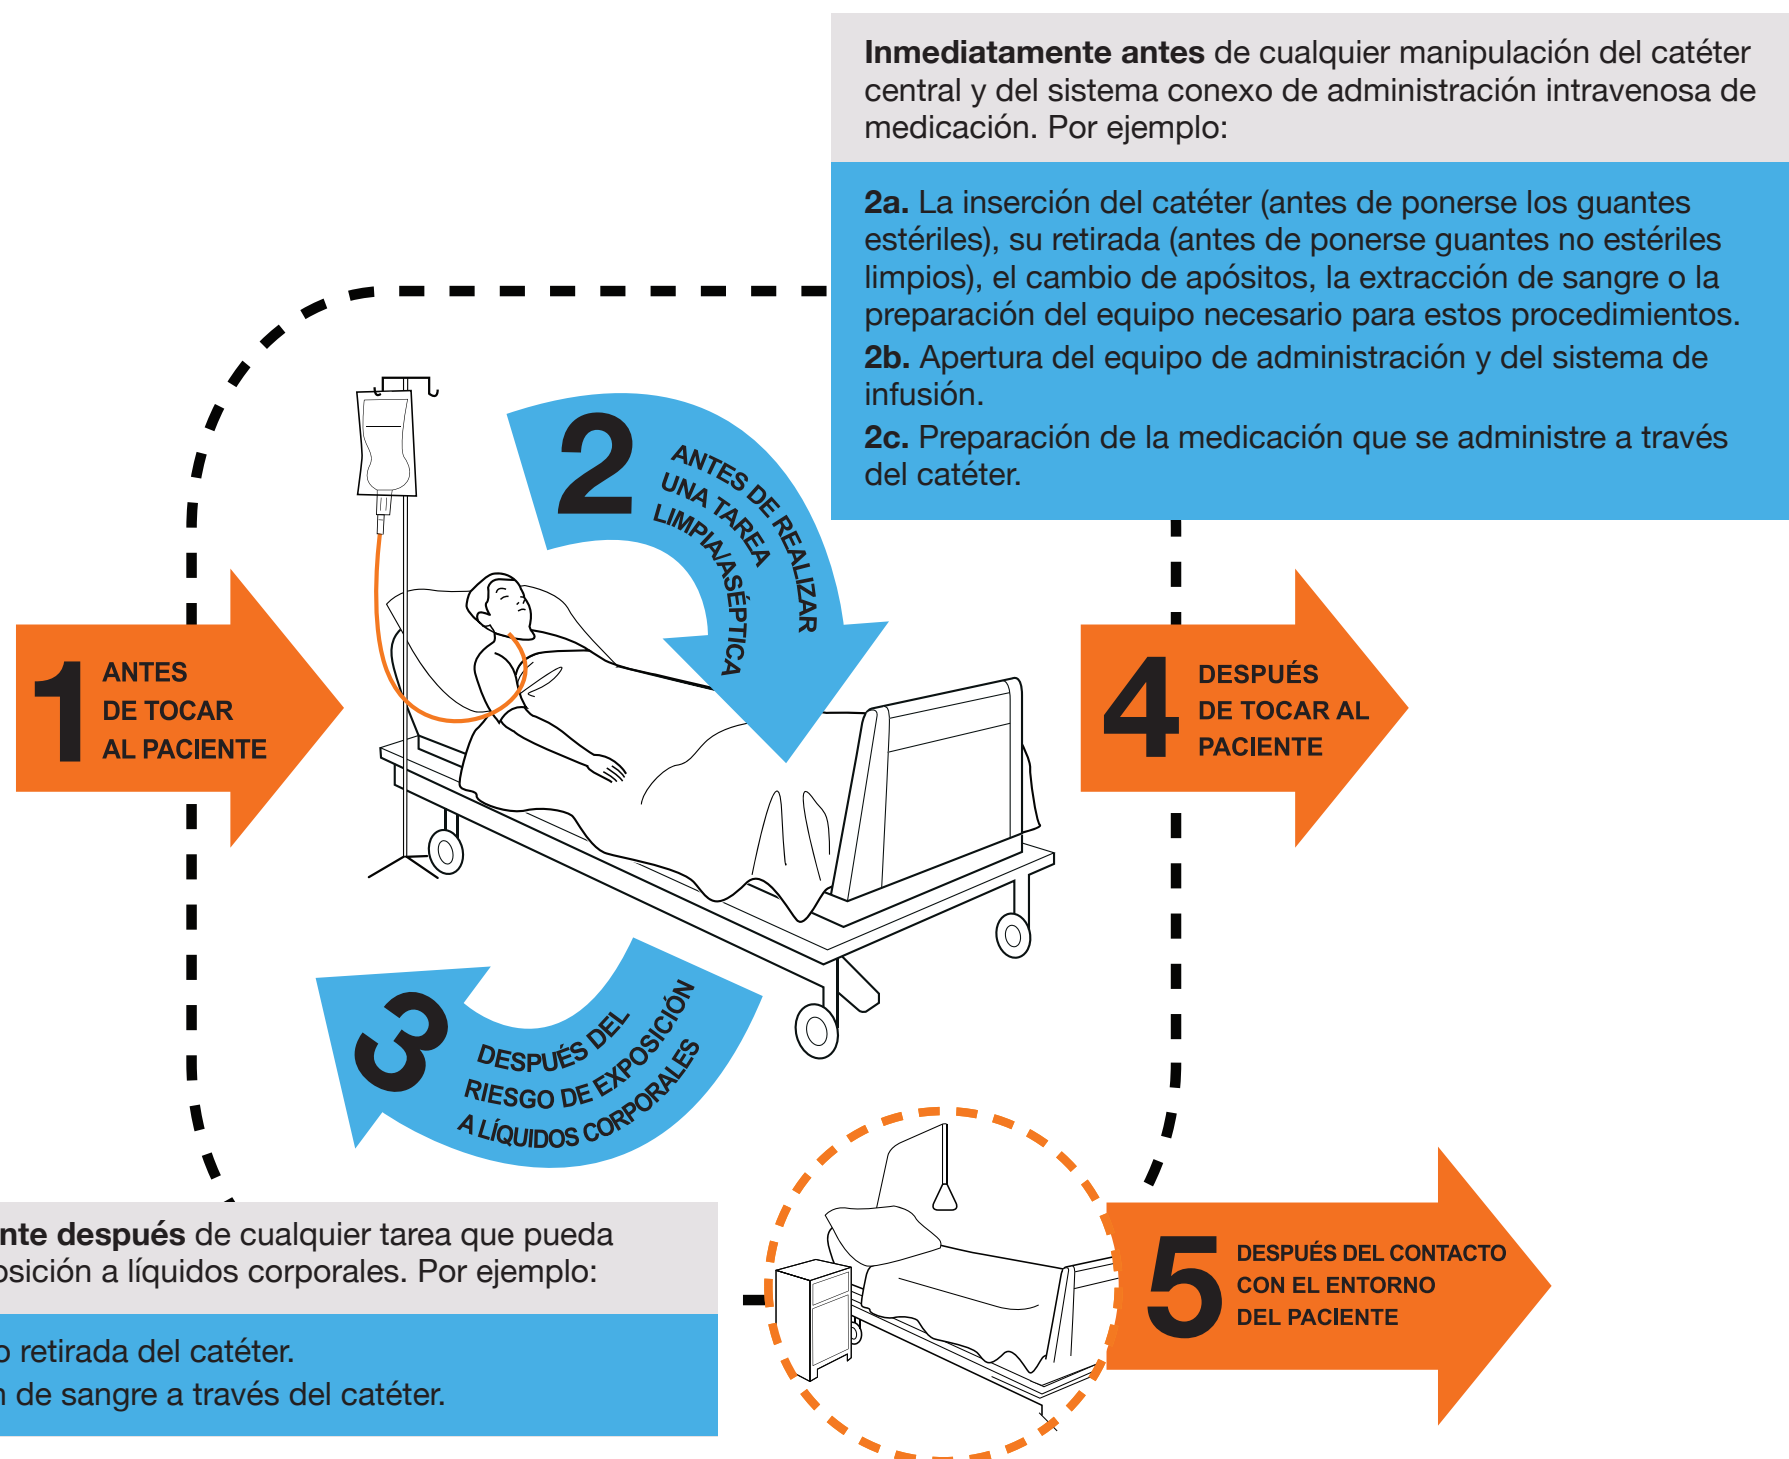 Inmediatamente antes de cualquier manipulación del catéter
central y del sistema conexo de administración intravenosa de
medicación. Por ejemplo:
2a. La inserción del catéter (antes de ponerse los guantes
estériles), su retirada (antes de ponerse guantes no estériles
limpios), el cambio de apósitos, la extracción de sangre o la
preparación del equipo necesario para estos procedimientos.
2b. Apertura del equipo de administración y del sistema de
infusión.
2c. Preparación de la medicación que se administre a través
del catéter.
2
ANTES DE REALIZAR
UNA TAREA
LIMPIA/ASÉPTICA
1
ANTES
DE TOCAR
AL PACIENTE
4
DESPUÉS
DE TOCAR AL
PACIENTE
3
DESPUÉS DEL
RIESGO DE EXPOSICIÓN
A LÍQUIDOS CORPORALES
nte después de cualquier tarea que pueda
osición a líquidos corporales. Por ejemplo:
o retirada del catéter.
n de sangre a través del catéter.
5
DESPUÉS DEL CONTACTO
CON EL ENTORNO
DEL PACIENTE